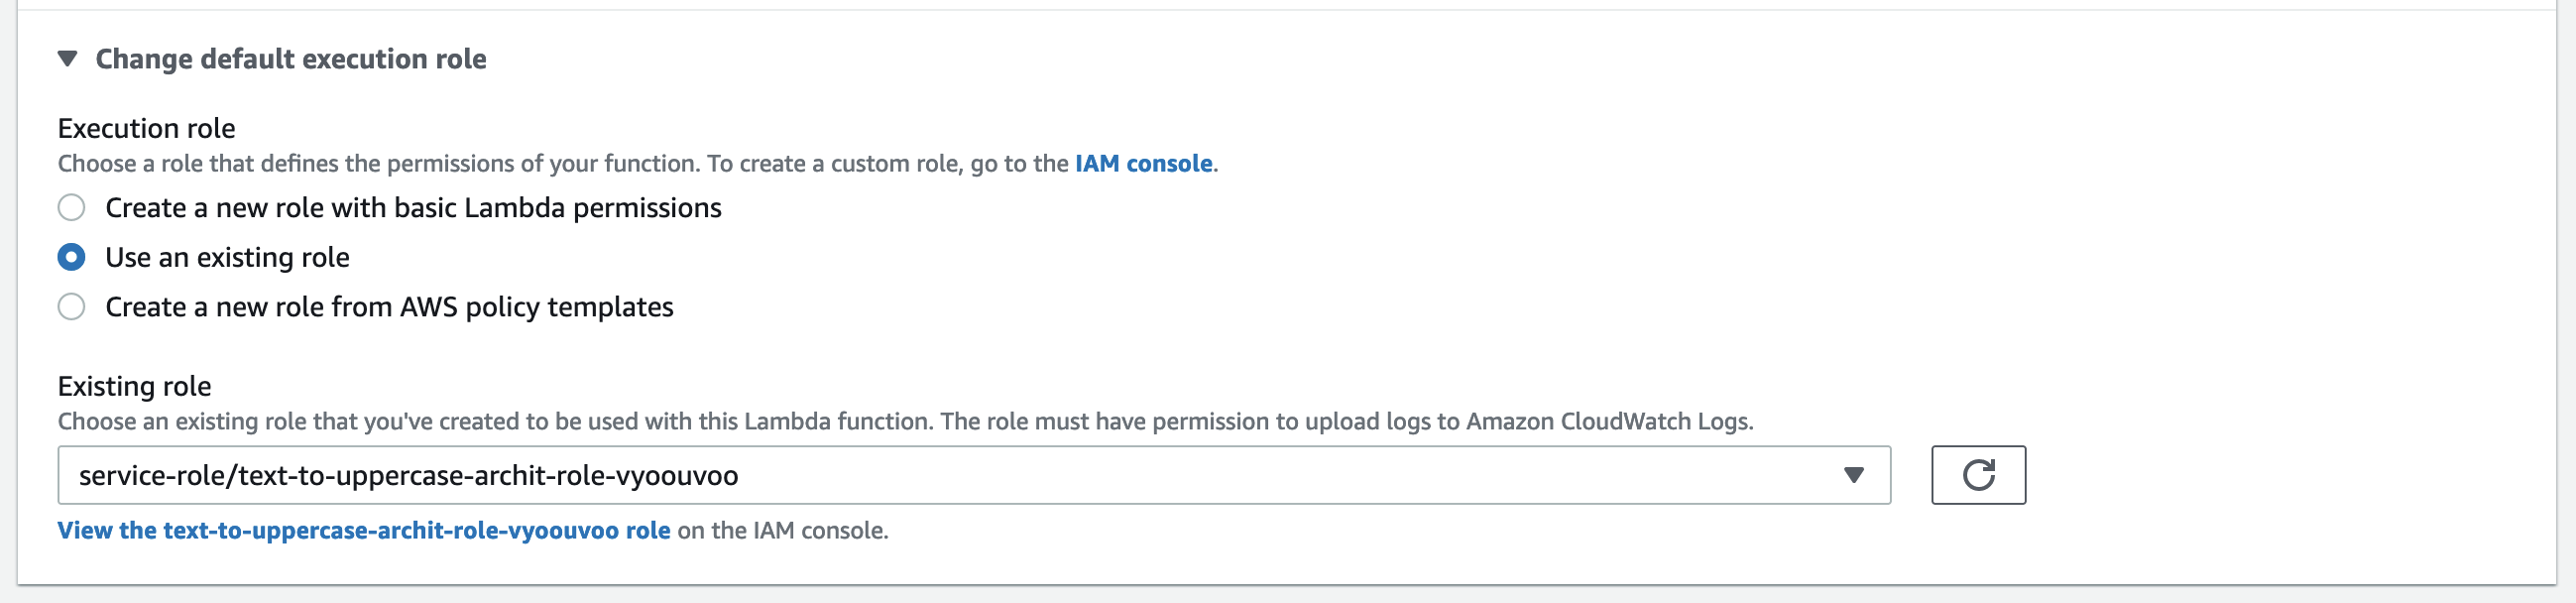 Change default execution role
Execution role
Choose a role that defines the permissions of your function. To create a custom role, go to the IAM console.
Create a new role with basic Lambda permissions
Use an existing role
Create a new role from AWS policy templates
Existing role
Choose an existing role that you've created to be used with this Lambda function. The role must have permission to upload logs to Amazon CloudWatch Logs.
service-role/text-to-uppercase-archit-role-vyoouvoo
View the text-to-uppercase-archit-role-vyoouvoo role on the IAM console.